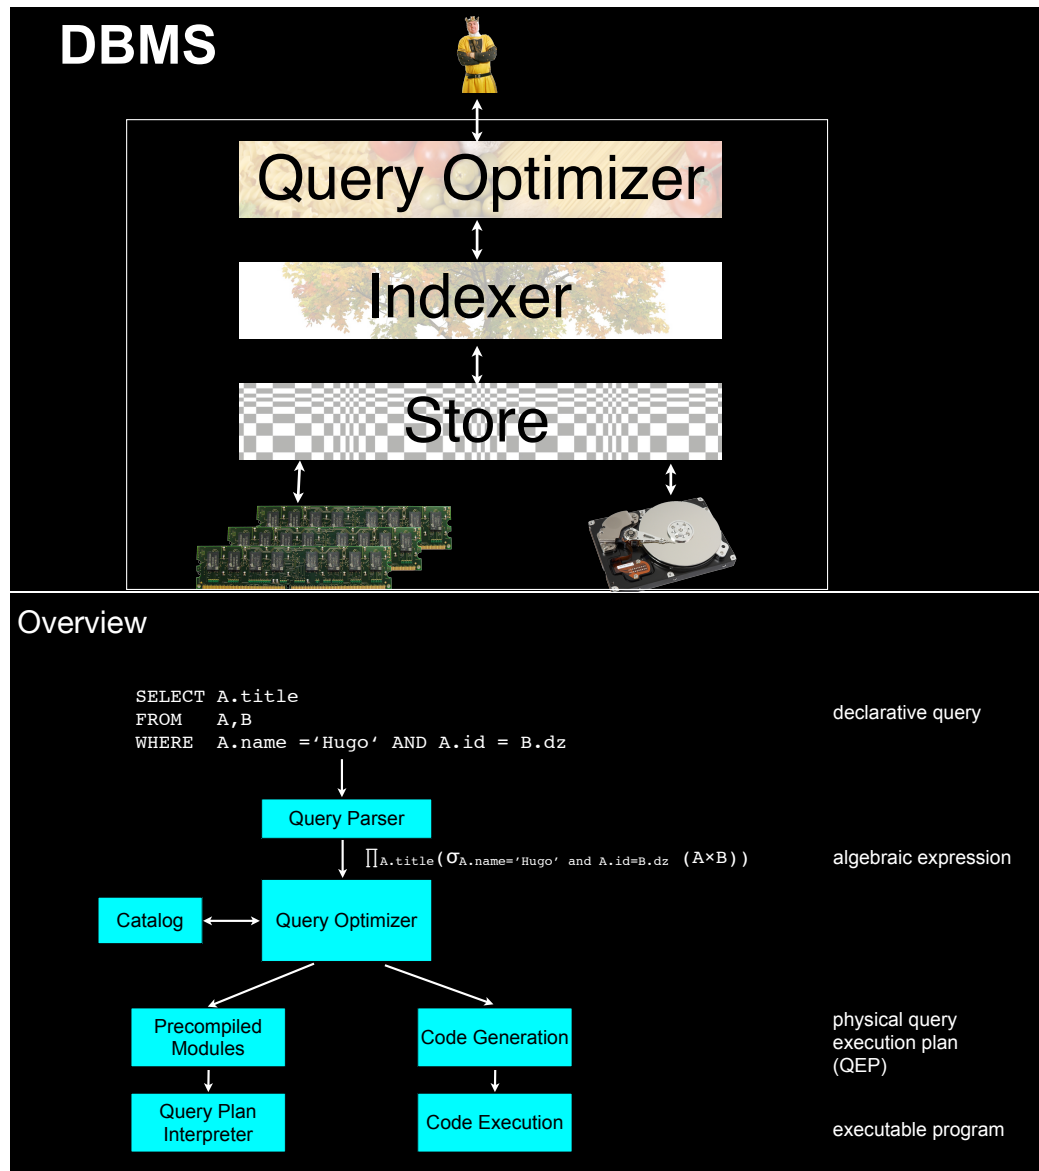 DBMS
Query Optimizer
Indexer
Store
Overview
SELECT A.title
FROM   A,B
WHERE  A.name =‘Hugo‘ AND A.id = B.dz
declarative query
Query Parser
∏A.title(σA.name=’Hugo’ and A.id=B.dz (A×B))
algebraic expression
Catalog
Query Optimizer
Precompiled
Modules
Code Generation
physical query
execution plan
(QEP)
Query Plan
Interpreter
Code Execution
executable program